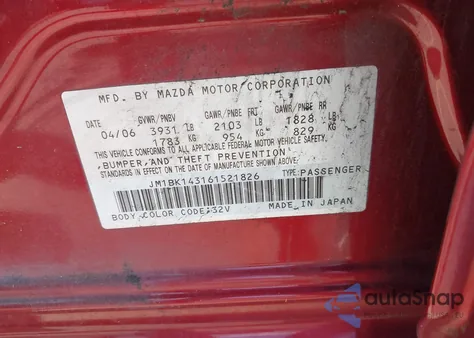 MFD. BY MAZDA MOTOR CORPORATION
GVWR/PNBV GAWR/PNBE FRT GAWR/PNBE RR
04/06 3931 LB 2103 LB 1828 LB
1783 KG 954 KG 829 KG
THIS VEHICLE CONFORMS TO ALL APPLICABLE FEDERAL MOTOR VEHICLE SAFETY,
BUMPER, AND THEFT PREVENTION
STANDARDS IN EFFECT ON THE DATE OF MANUFACTURE SHOWN ABOVE.
JM1BK143161521826 TYPE:PASSENGER
BODY COLOR CODE:32V MADE IN JAPAN
autoSnap